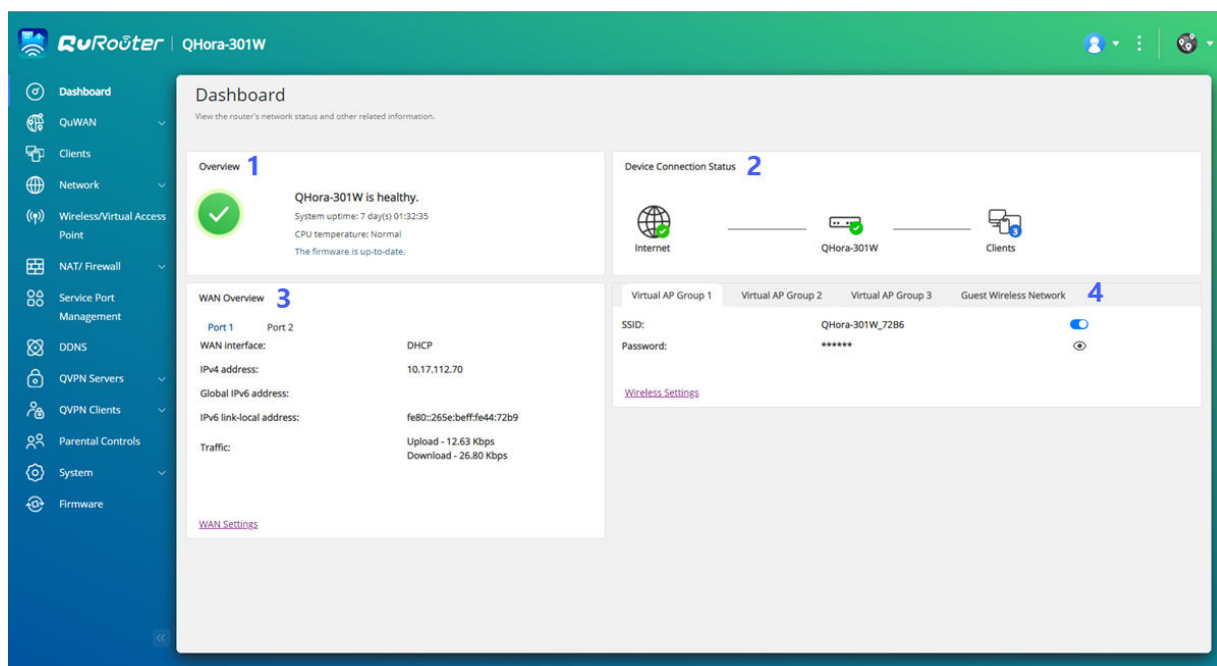 QuRouter | QHora-301W
Dashboard
QuWAN
Clients
Network
Wireless/Virtual Access
Point
NAT/ Firewall
Service Port
Management
DDNS
QVPN Servers
QVPN Clients
Parental Controls
System
Firmware
Dashboard
View the router's network status and other related information.
Overview 1
QHora-301W is healthy.
System uptime: 7 day(s) 01:32:35
CPU temperature: Normal
The firmware is up-to-date.
Device Connection Status 2
Internet
QHora-301W
3
Clients
WAN Overview 3
Port 1 Port 2
WAN interface: DHCP
IPv4 address: 10.17.112.70
Global IPv6 address:
IPv6 link-local address: fe80::265e:beff:fe44:72b9
Traffic: Upload - 12.63 Kbps
Download - 26.80 Kbps
WAN Settings
Virtual AP Group 1 Virtual AP Group 2 Virtual AP Group 3 Guest Wireless Network 4
SSID: QHora-301W_72B6
Password: ******
Wireless Settings